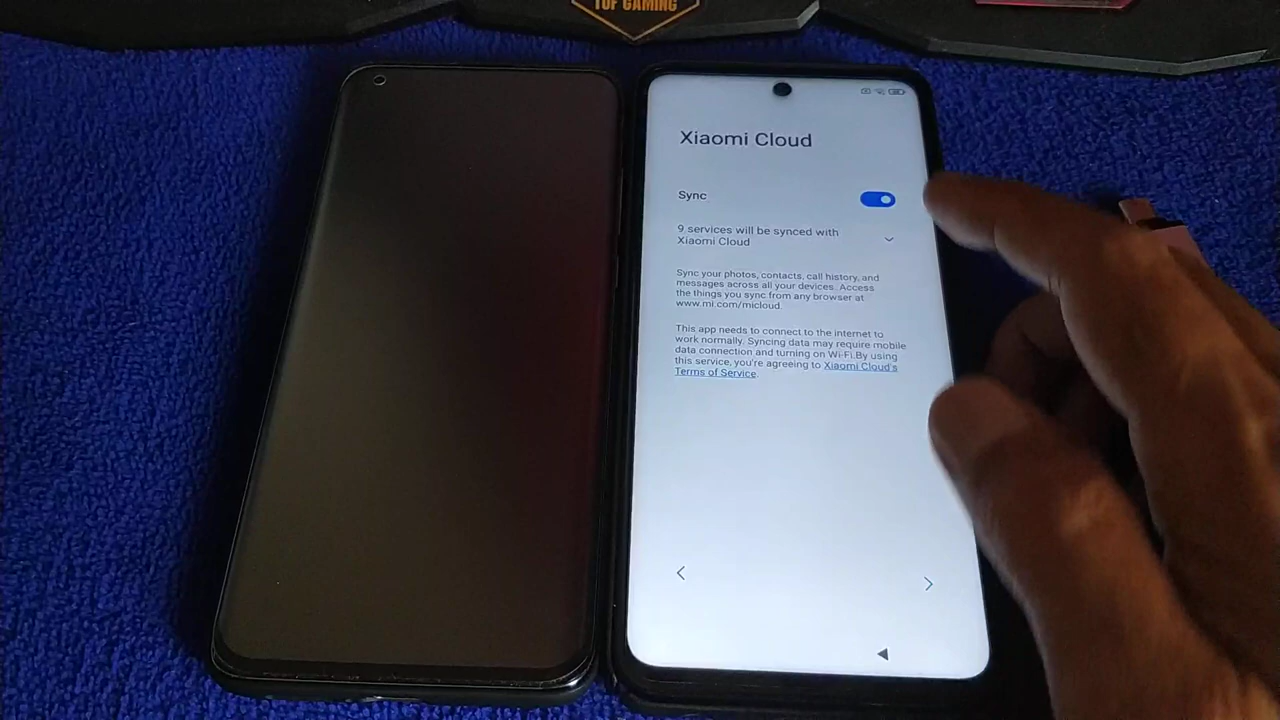 TUF GAMING
Xiaomi Cloud
Sync
9 services will be synced with
Xiaomi Cloud
Sync your photos, contacts, call history, and
messages across all your devices. Access
the things you sync from any browser at
www.mi.com/micloud.
This app needs to connect to the internet to
work normally. Syncing data may require mobile
data connection and turning on Wi-Fi.By using
this service, you're agreeing to Xiaomi Cloud's
Terms of Service.